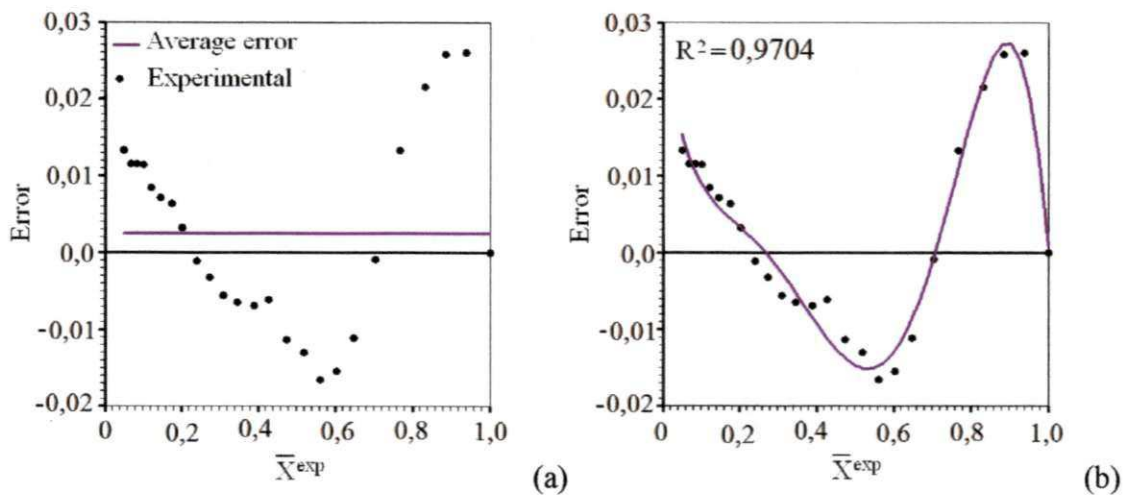 0,03
0,02
0,01
0,0
-0,01
-0,02
Error
Average error
Experimental
0
0,2
0,4
0,6
0,8
1,0
X̅exp
(a)
0,03
0,02
0,01
0,0
-0,01
-0,02
Error
R²=0,9704
0
0,2
0,4
0,6
0,8
1,0
X̅exp
(b)